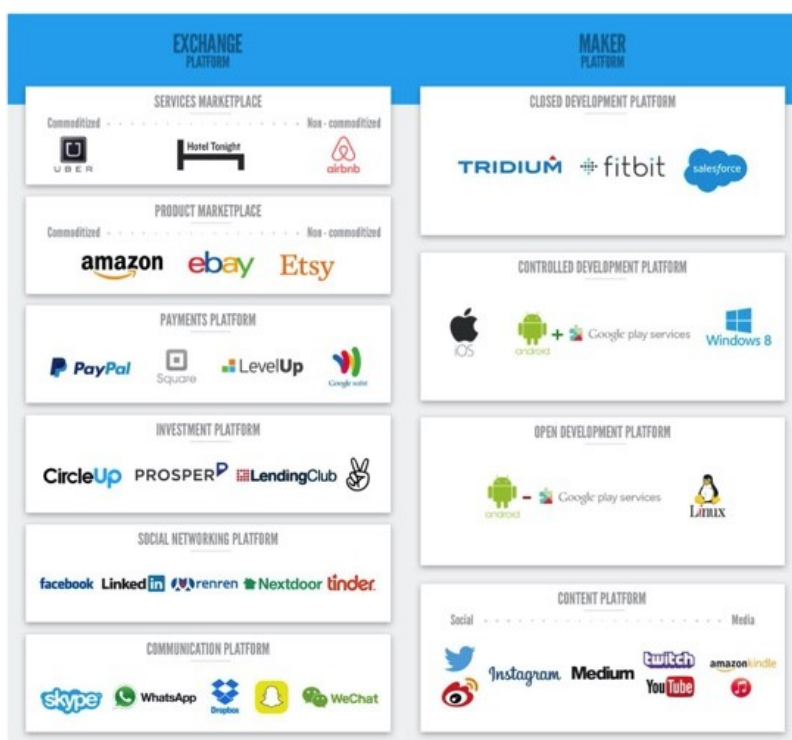 EXCHANGE
PLATFORM
SERVICES MARKETPLACE
Commoditized Non - commoditized
UBER
Hotel Tonight
airbnb
PRODUCT MARKETPLACE
Commoditized Non - commoditized
amazon ebay Etsy
PAYMENTS PLATFORM
PayPal
Square
LevelUp
Google wallet
INVESTMENT PLATFORM
CircleUp PROSPER LendingClub
SOCIAL NETWORKING PLATFORM
facebook Linked in renren Nextdoor tinder
COMMUNICATION PLATFORM
skype WhatsApp Dropbox WeChat
MAKER
PLATFORM
CLOSED DEVELOPMENT PLATFORM
TRIDIUM fitbit salesforce
CONTROLLED DEVELOPMENT PLATFORM
iOS
android + Google play services
Windows 8
OPEN DEVELOPMENT PLATFORM
android - Google play services
Linux
CONTENT PLATFORM
Social Media
Instagram Medium twitch YouTube amazonkindle